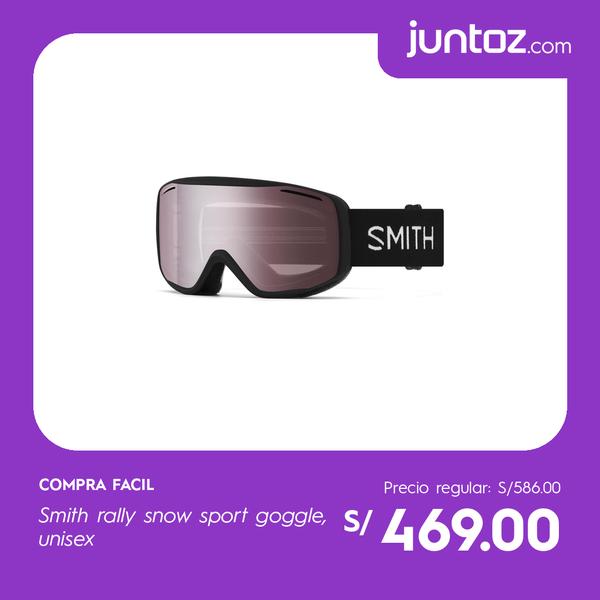 juntoz.com
SMITH
COMPRA FACIL
Smith rally snow sport goggle,
unisex
Precio regular: S/586.00
S/ 469.00